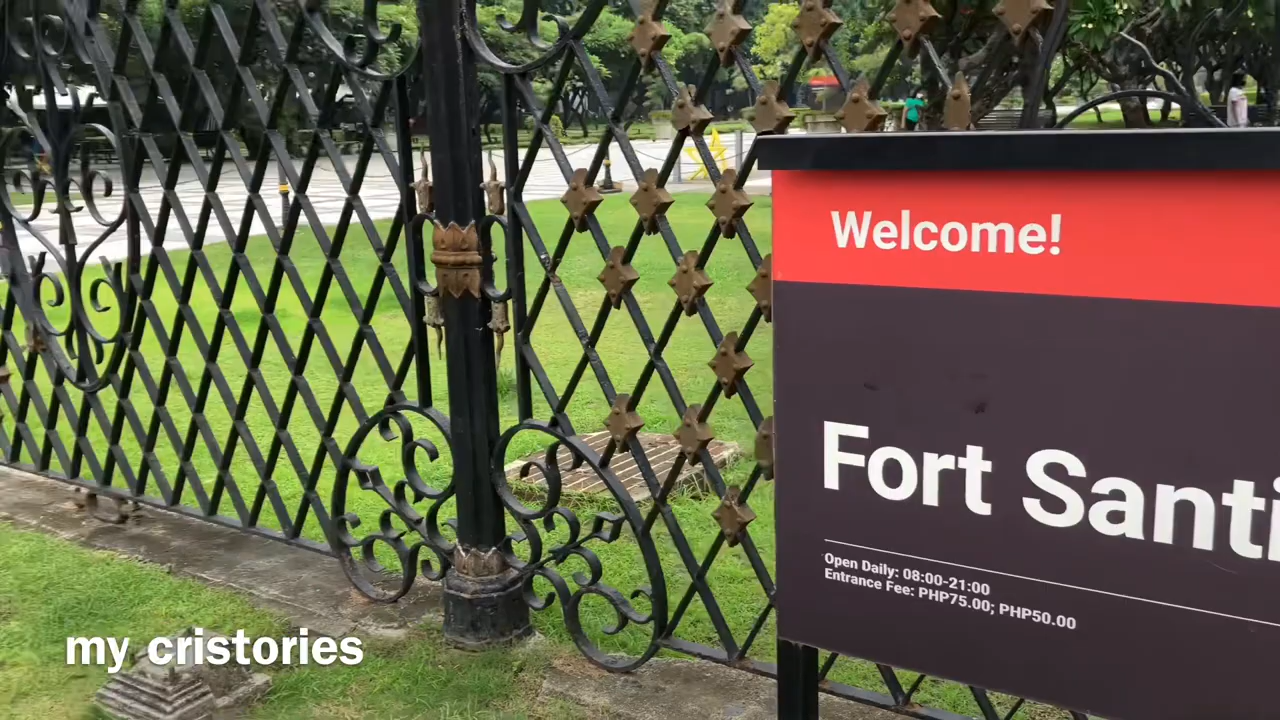 Welcome!
Fort Santi
Open Daily: 08:00-21:00
Entrance Fee: PHP75.00; PHP50.00
my cristories